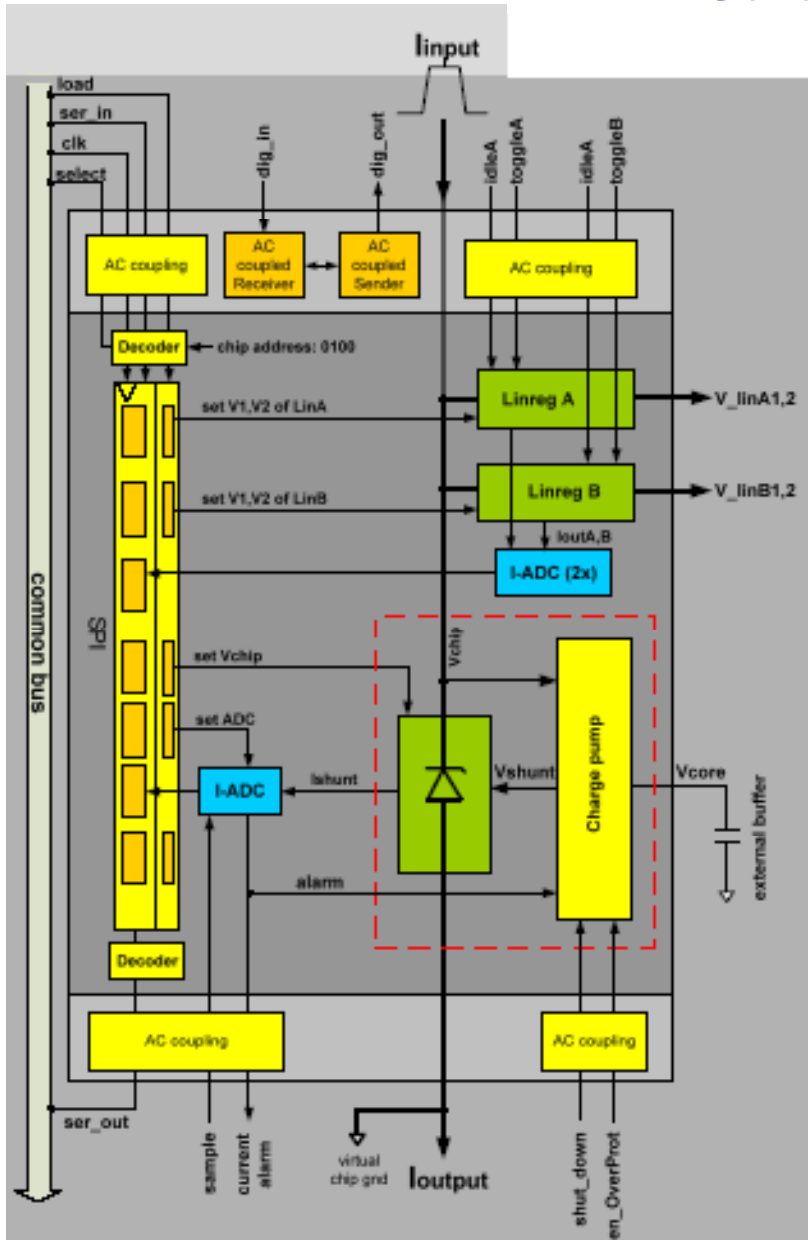 Iinput
load
ser_in
clk
select
dig_in
dig_out
idleA
toggleA
idleA
toggleB
AC coupling
AC
coupled
Receiver
AC
coupled
Sender
AC coupling
Decoder
chip address: 0100
set V1,V2 of LinA
Linreg A
V_linA1,2
set V1,V2 of LinB
Linreg B
V_linB1,2
IoutA,B
I-ADC (2x)
common bus
SPI
Vchip
set Vchip
set ADC
I-ADC
Ishunt
Vshunt
Charge pump
Vcore
external buffer
alarm
Decoder
AC coupling
AC coupling
ser_out
sample
current
alarm
virtual
chip gnd
Ioutput
shut_down
en_OverProt